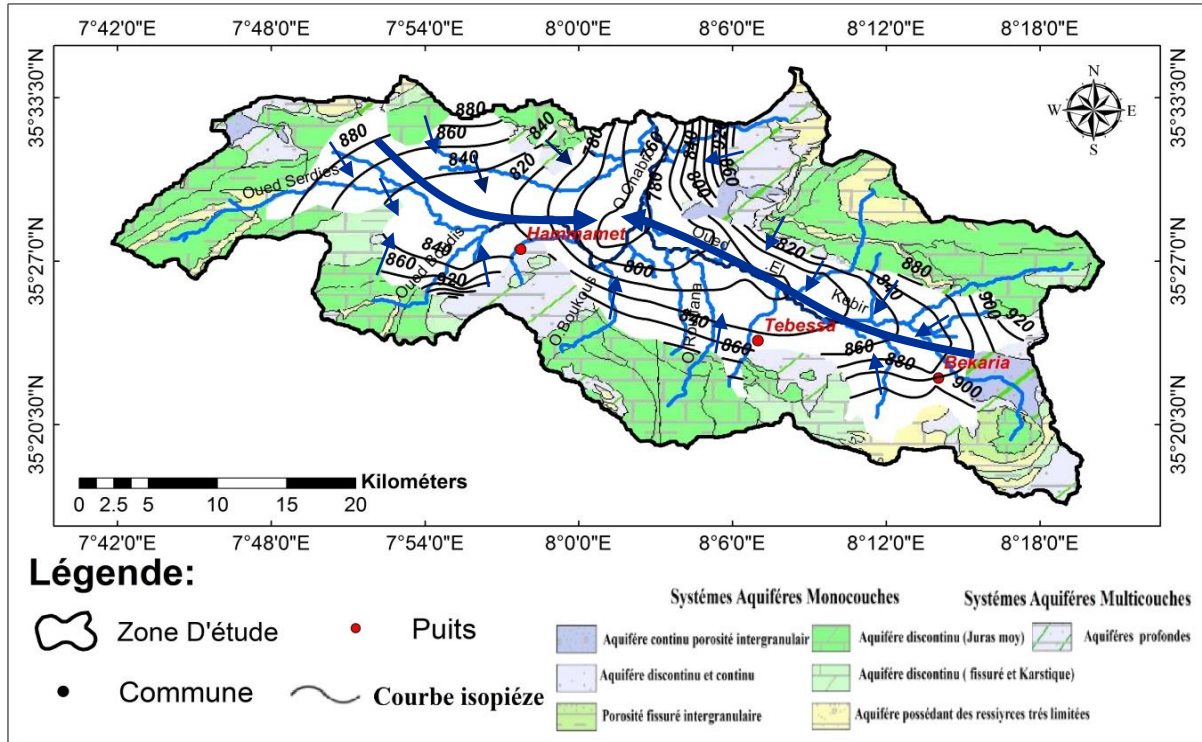 7°42'0"E 7°48'0"E 7°54'0"E 8°0'0"E 8°6'0"E 8°12'0"E 8°18'0"E
35°33'30"N
35°33'30"N
N
W E
S
880
880
860
840
840
820
780
760
840
920
860
800
780
Oued Serdies
O.Chabro
Hammamet
Oued
El
Kebir
820
880
840
900
920
35°27'0"N
35°27'0"N
840
860
920
800
O.Boukous
840
860
Tebessa
860
880
Bekaria
900
35°20'30"N
35°20'30"N
Kilométers
0 2.5 5 10 15 20
7°42'0"E 7°48'0"E 7°54'0"E 8°0'0"E 8°6'0"E 8°12'0"E 8°18'0"E
Légende:
Zone D'étude
Puits
Commune
Courbe isopiéze
Systémes Aquiféres Monocouches
Systémes Aquiféres Multicouches
Aquifére continu porosité intergranulair
Aquifére discontinu (Juras moy)
Aquiféres profondes
Aquifére discontinu et continu
Aquifére discontinu ( fissuré et Karstique)
Porosité fissuré intergranulaire
Aquifére possédant des ressiyrces trés limitées